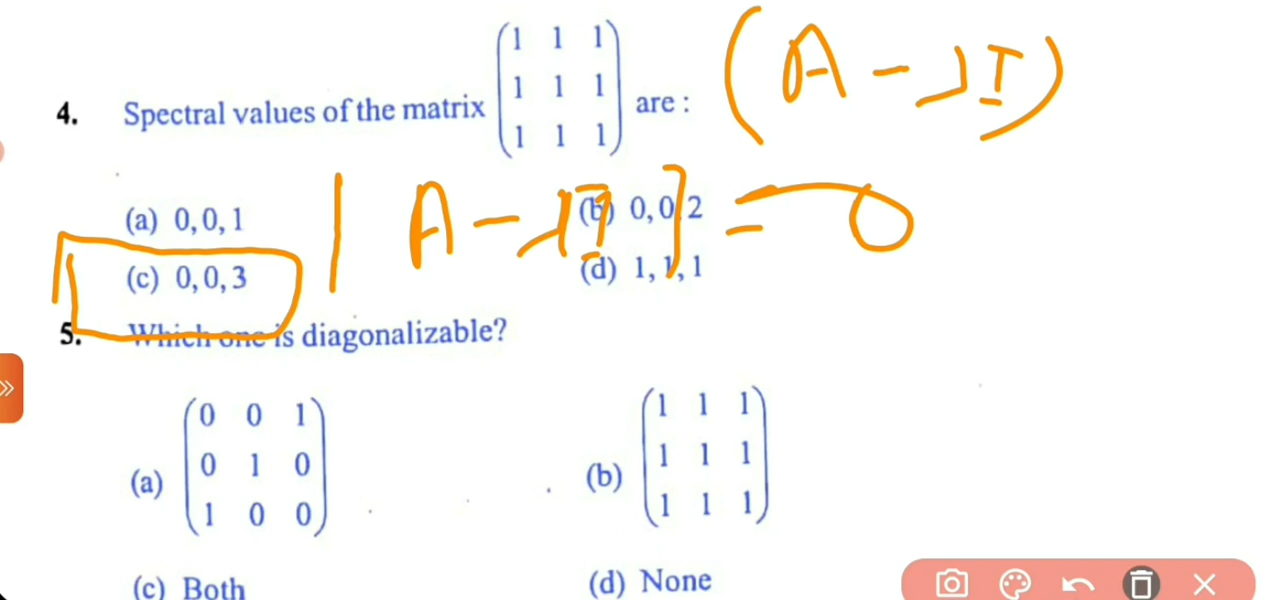 4. Spectral values of the matrix (1 1 1
1 1 1
1 1 1) are :
(A - λI)
|A - λI| = 0
(a) 0, 0, 1 (b) 0, 0, 2
(c) 0, 0, 3 (d) 1, 1, 1
5. Which one is diagonalizable?
(a) (0 0 1
0 1 0
1 0 0)
(b) (1 1 1
1 1 1
1 1 1)
(c) Both (d) None